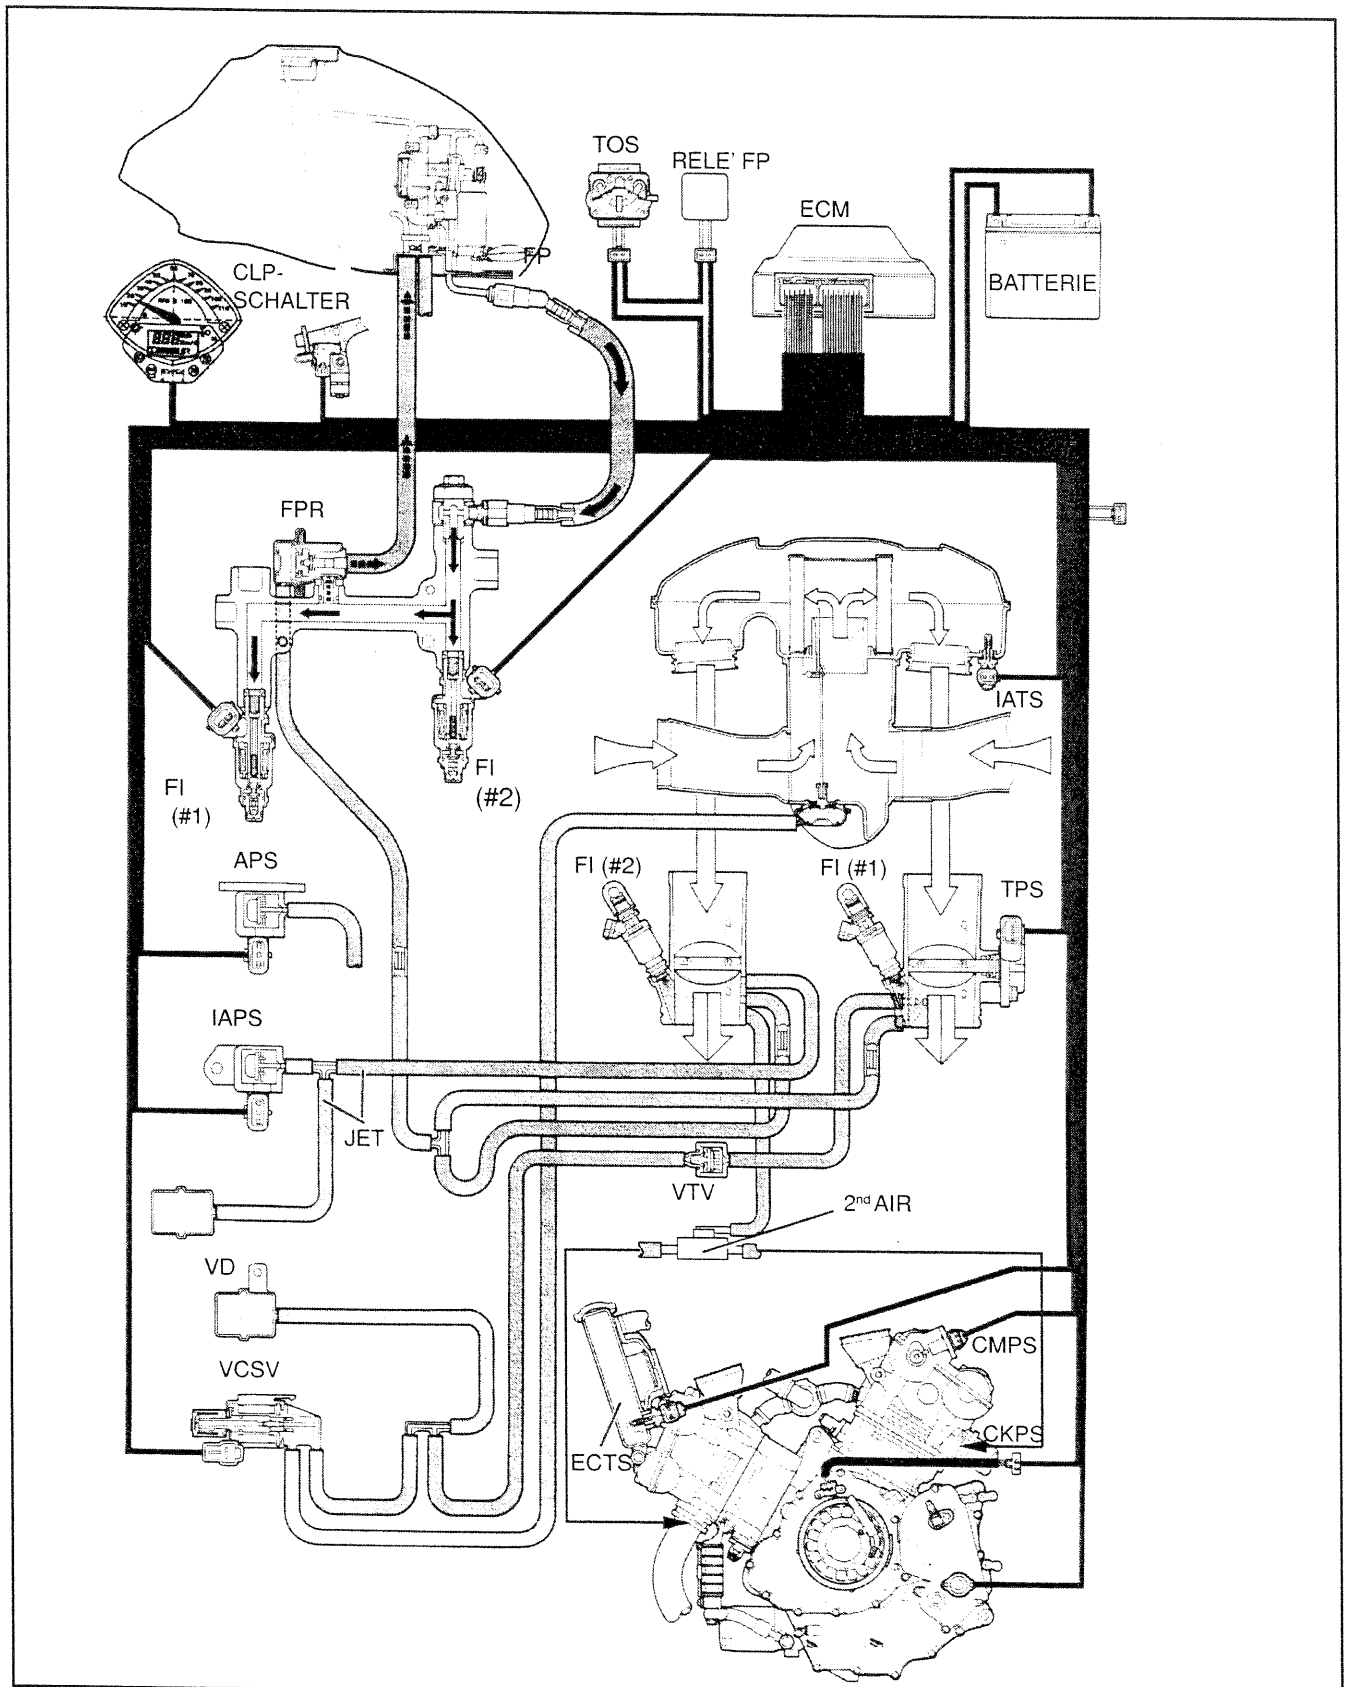 TOS
RELE' FP
ECM
BATTERIE
FP
CLP-
SCHALTER
FPR
IATS
FI
(#1)
FI
(#2)
APS
FI (#2)
FI (#1)
TPS
IAPS
JET
VTV
2nd AIR
VD
VCSV
CMPS
CKPS
ECTS